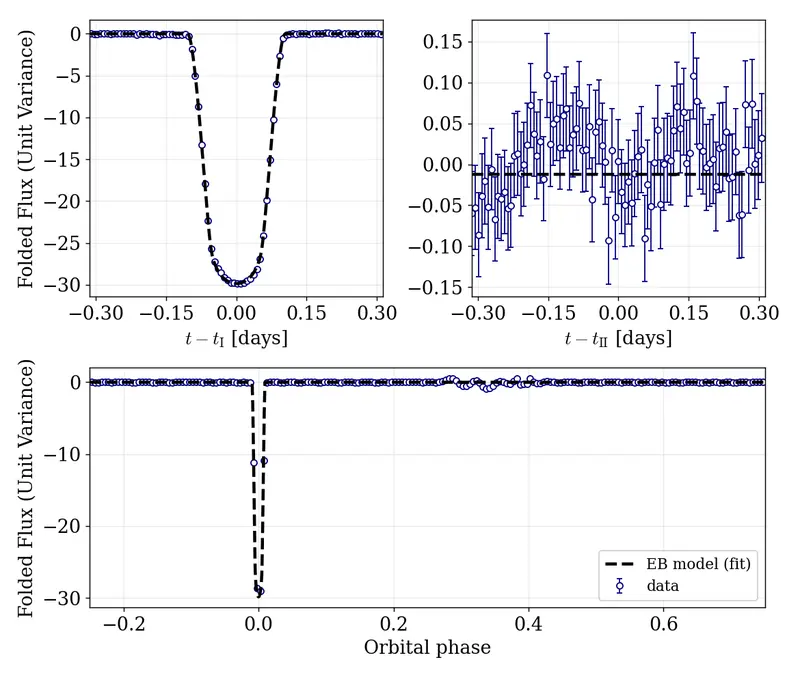 Folded Flux (Unit Variance)
0
−5
−10
−15
−20
−25
−30
−0.30 −0.15 0.00 0.15 0.30
t − tI [days]
0.15
0.10
0.05
0.00
−0.05
−0.10
−0.15
−0.30 −0.15 0.00 0.15 0.30
t − tII [days]
Folded Flux (Unit Variance)
0
−10
−20
−30
−0.2 0.0 0.2 0.4 0.6
Orbital phase
EB model (fit)
data